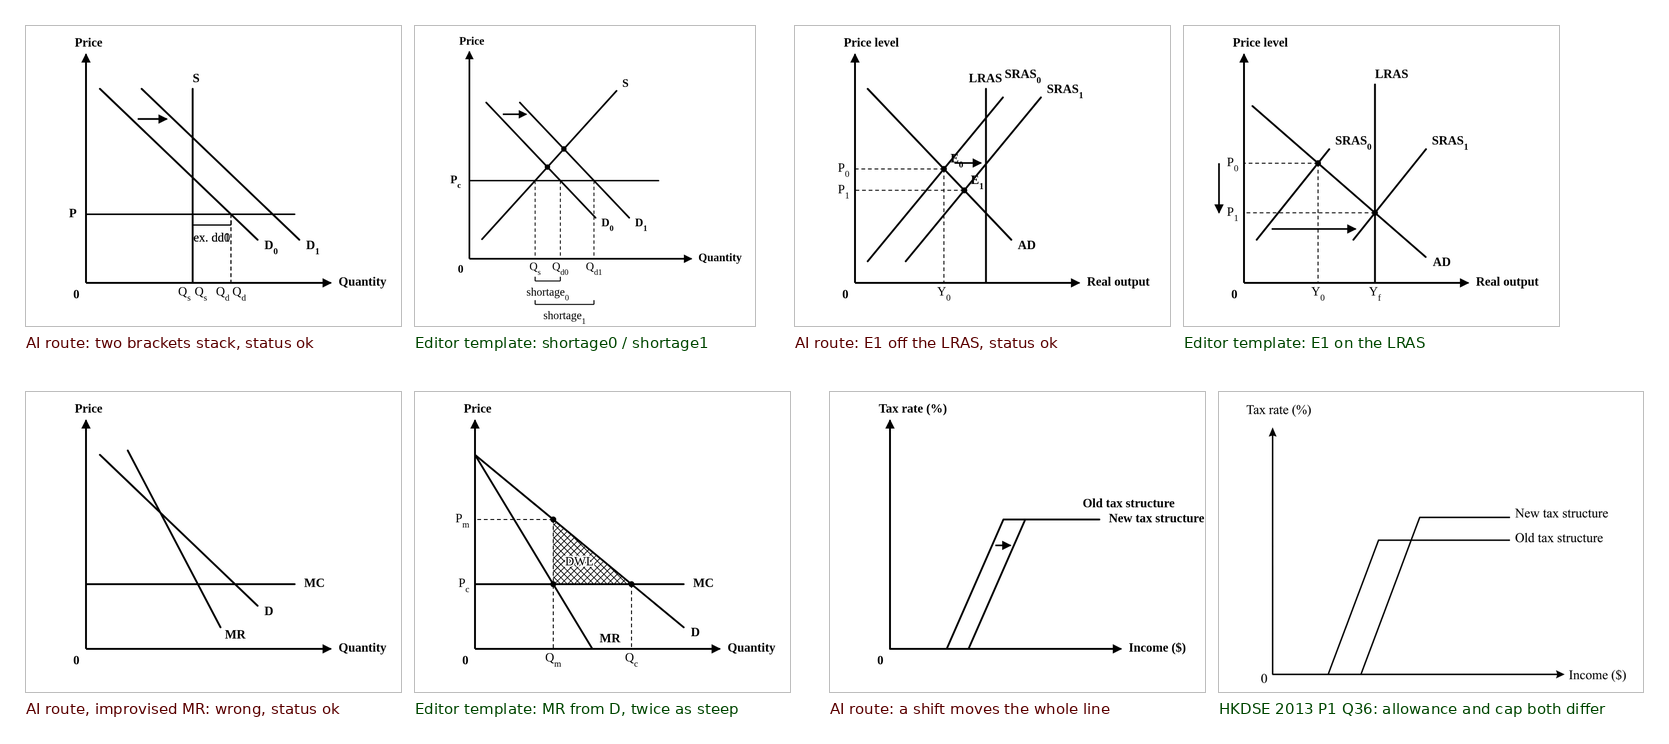 Price
S
P
ex. dd0
D0
D1
Quantity
0
Qs Qs Qd Qd
AI route: two brackets stack, status ok
Price
S
Pc
D0
D1
Quantity
0
Qs
Qd0
Qd1
shortage0
shortage1
Editor template: shortage0 / shortage1
Price level
LRAS
SRAS0
SRAS1
P0
E0
P1
E1
AD
Real output
0
Y0
AI route: E1 off the LRAS, status ok
Price level
LRAS
SRAS0
SRAS1
P0
P1
AD
Real output
0
Y0
Yf
Editor template: E1 on the LRAS
Price
MC
D
MR
Quantity
0
AI route, improvised MR: wrong, status ok
Price
Pm
DWL
Pc
MC
D
MR
Quantity
0
Qm
Qc
Editor template: MR from D, twice as steep
Tax rate (%)
Old tax structure
New tax structure
Income ($)
0
AI route: a shift moves the whole line
Tax rate (%)
New tax structure
Old tax structure
Income ($)
0
HKDSE 2013 P1 Q36: allowance and cap both differ